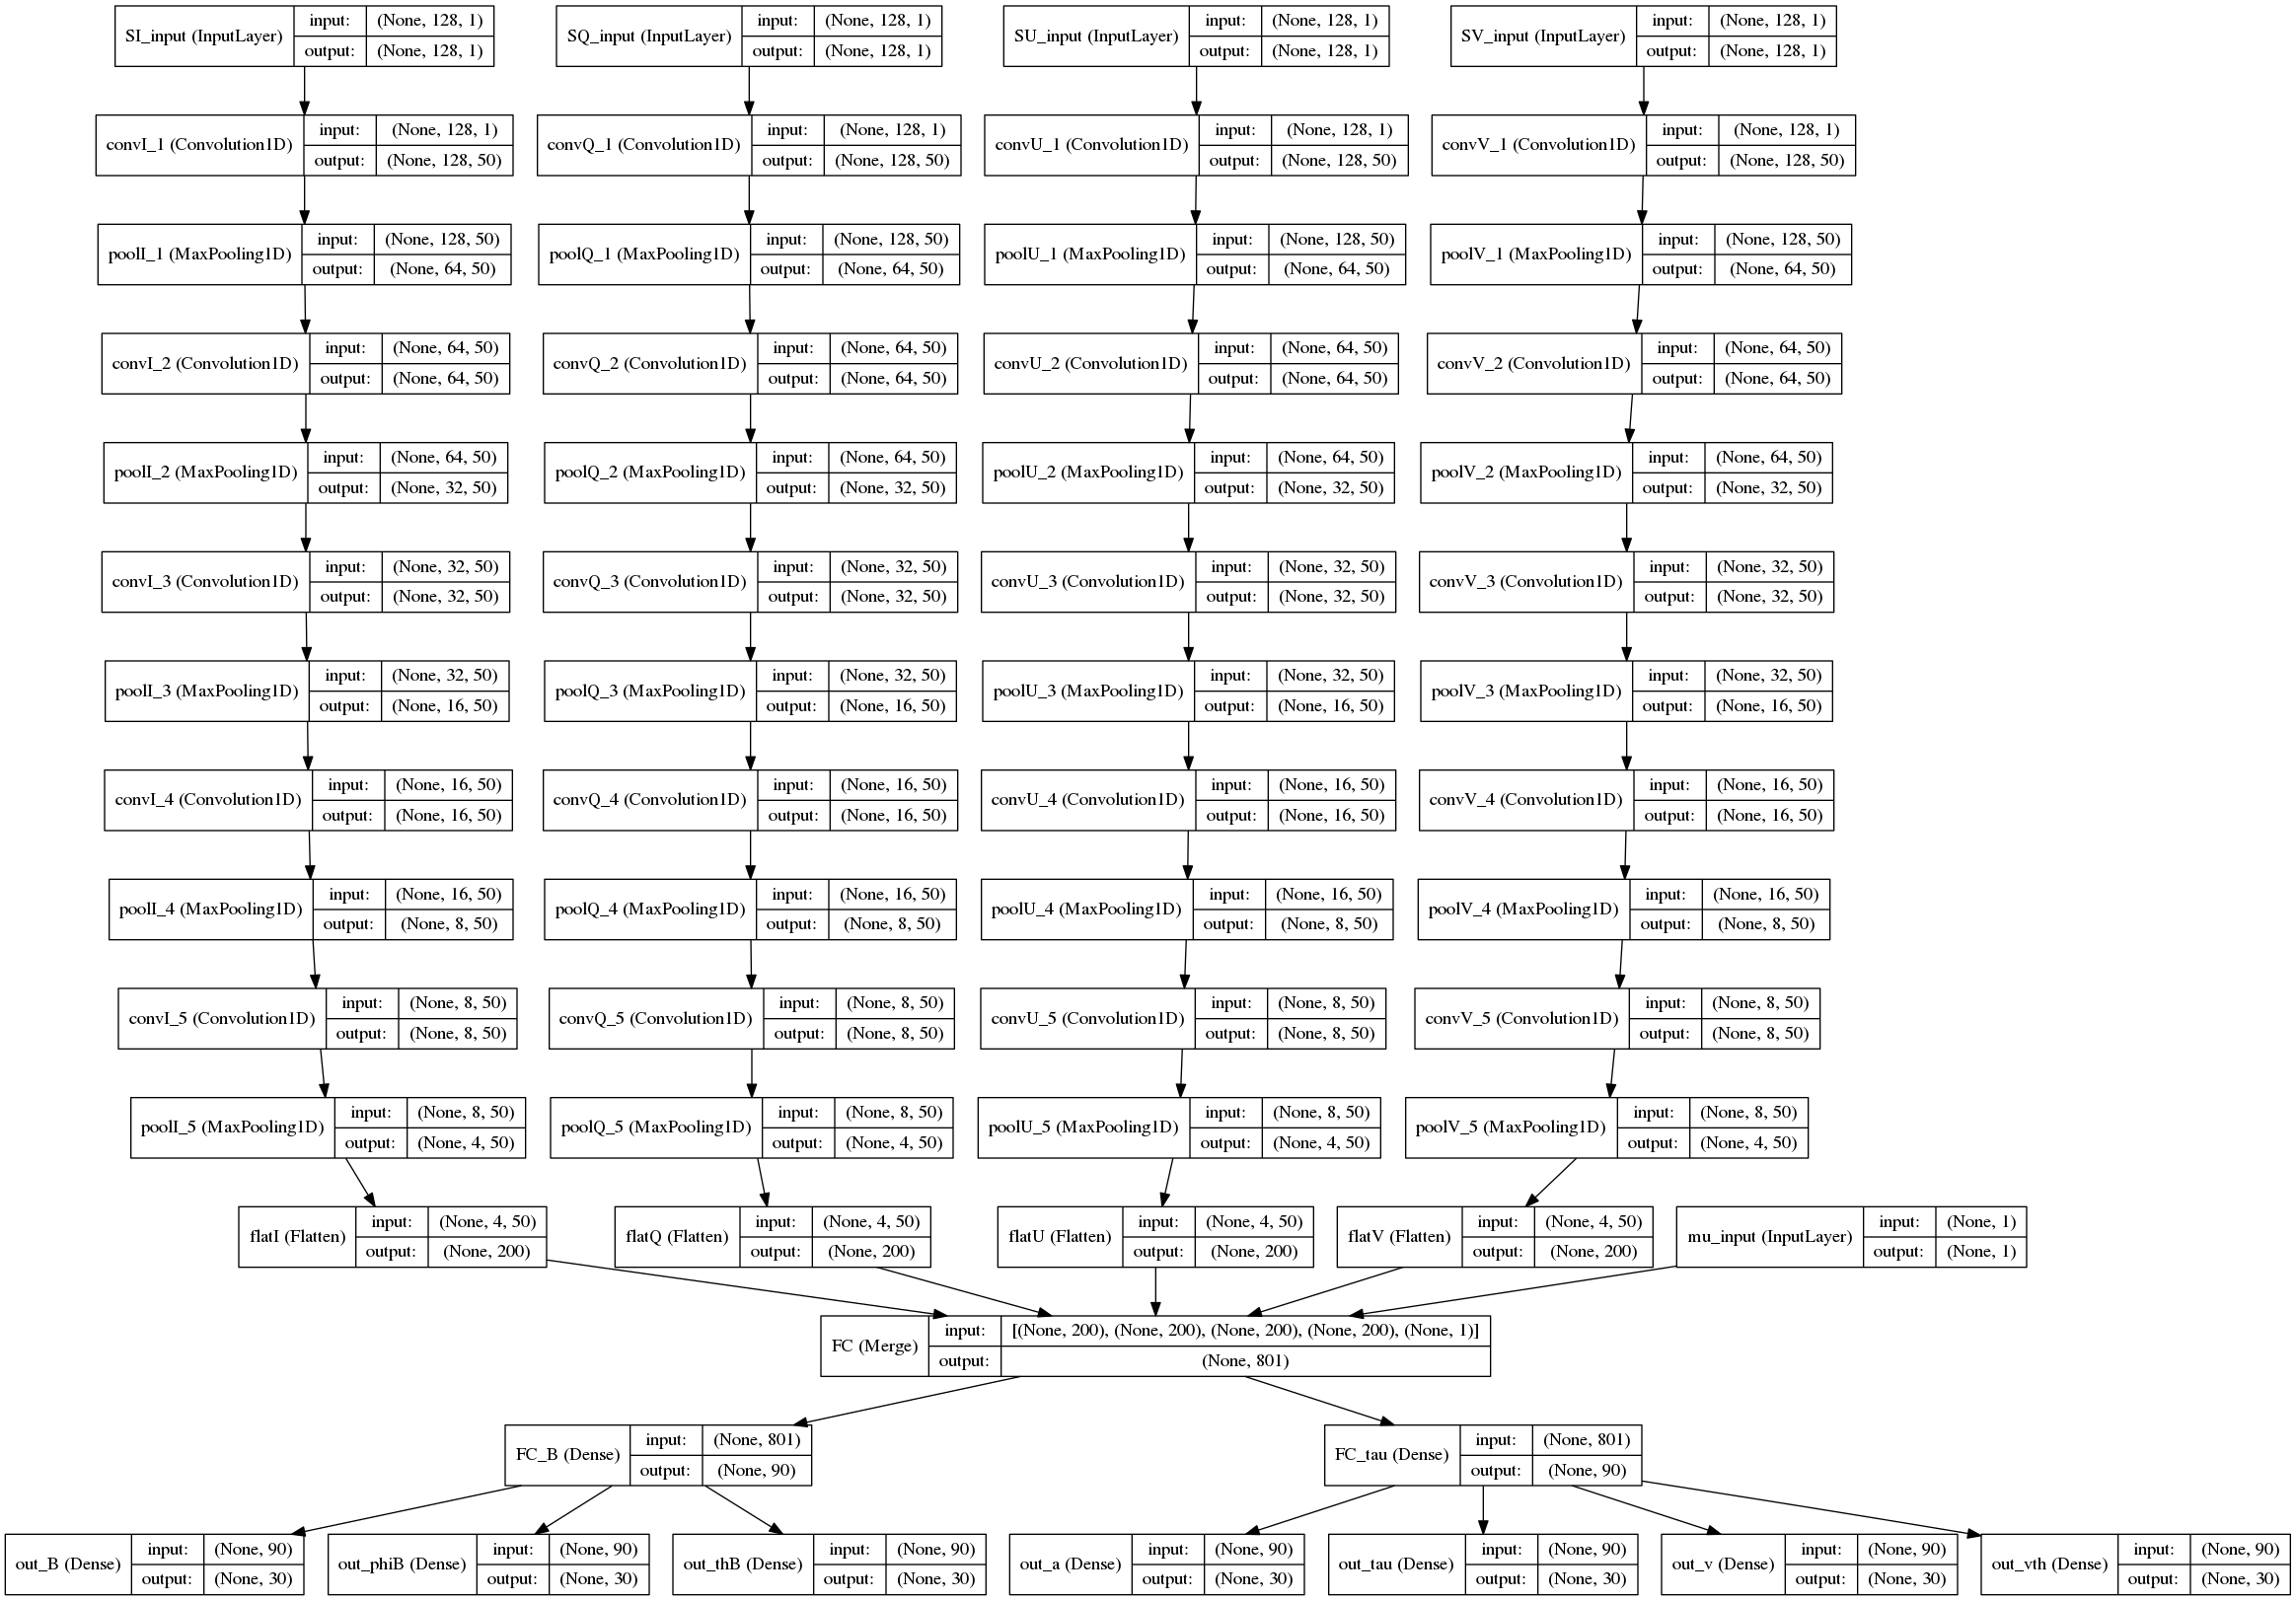 SI_input (InputLayer) input: (None, 128, 1)
output: (None, 128, 1)
SQ_input (InputLayer) input: (None, 128, 1)
output: (None, 128, 1)
SU_input (InputLayer) input: (None, 128, 1)
output: (None, 128, 1)
SV_input (InputLayer) input: (None, 128, 1)
output: (None, 128, 1)
convI_1 (Convolution1D) input: (None, 128, 1)
output: (None, 128, 50)
convQ_1 (Convolution1D) input: (None, 128, 1)
output: (None, 128, 50)
convU_1 (Convolution1D) input: (None, 128, 1)
output: (None, 128, 50)
convV_1 (Convolution1D) input: (None, 128, 1)
output: (None, 128, 50)
poolI_1 (MaxPooling1D) input: (None, 128, 50)
output: (None, 64, 50)
poolQ_1 (MaxPooling1D) input: (None, 128, 50)
output: (None, 64, 50)
poolU_1 (MaxPooling1D) input: (None, 128, 50)
output: (None, 64, 50)
poolV_1 (MaxPooling1D) input: (None, 128, 50)
output: (None, 64, 50)
convI_2 (Convolution1D) input: (None, 64, 50)
output: (None, 64, 50)
convQ_2 (Convolution1D) input: (None, 64, 50)
output: (None, 64, 50)
convU_2 (Convolution1D) input: (None, 64, 50)
output: (None, 64, 50)
convV_2 (Convolution1D) input: (None, 64, 50)
output: (None, 64, 50)
poolI_2 (MaxPooling1D) input: (None, 64, 50)
output: (None, 32, 50)
poolQ_2 (MaxPooling1D) input: (None, 64, 50)
output: (None, 32, 50)
poolU_2 (MaxPooling1D) input: (None, 64, 50)
output: (None, 32, 50)
poolV_2 (MaxPooling1D) input: (None, 64, 50)
output: (None, 32, 50)
convI_3 (Convolution1D) input: (None, 32, 50)
output: (None, 32, 50)
convQ_3 (Convolution1D) input: (None, 32, 50)
output: (None, 32, 50)
convU_3 (Convolution1D) input: (None, 32, 50)
output: (None, 32, 50)
convV_3 (Convolution1D) input: (None, 32, 50)
output: (None, 32, 50)
poolI_3 (MaxPooling1D) input: (None, 32, 50)
output: (None, 16, 50)
poolQ_3 (MaxPooling1D) input: (None, 32, 50)
output: (None, 16, 50)
poolU_3 (MaxPooling1D) input: (None, 32, 50)
output: (None, 16, 50)
poolV_3 (MaxPooling1D) input: (None, 32, 50)
output: (None, 16, 50)
convI_4 (Convolution1D) input: (None, 16, 50)
output: (None, 16, 50)
convQ_4 (Convolution1D) input: (None, 16, 50)
output: (None, 16, 50)
convU_4 (Convolution1D) input: (None, 16, 50)
output: (None, 16, 50)
convV_4 (Convolution1D) input: (None, 16, 50)
output: (None, 16, 50)
poolI_4 (MaxPooling1D) input: (None, 16, 50)
output: (None, 8, 50)
poolQ_4 (MaxPooling1D) input: (None, 16, 50)
output: (None, 8, 50)
poolU_4 (MaxPooling1D) input: (None, 16, 50)
output: (None, 8, 50)
poolV_4 (MaxPooling1D) input: (None, 16, 50)
output: (None, 8, 50)
convI_5 (Convolution1D) input: (None, 8, 50)
output: (None, 8, 50)
convQ_5 (Convolution1D) input: (None, 8, 50)
output: (None, 8, 50)
convU_5 (Convolution1D) input: (None, 8, 50)
output: (None, 8, 50)
convV_5 (Convolution1D) input: (None, 8, 50)
output: (None, 8, 50)
poolI_5 (MaxPooling1D) input: (None, 8, 50)
output: (None, 4, 50)
poolQ_5 (MaxPooling1D) input: (None, 8, 50)
output: (None, 4, 50)
poolU_5 (MaxPooling1D) input: (None, 8, 50)
output: (None, 4, 50)
poolV_5 (MaxPooling1D) input: (None, 8, 50)
output: (None, 4, 50)
flatI (Flatten) input: (None, 4, 50)
output: (None, 200)
flatQ (Flatten) input: (None, 4, 50)
output: (None, 200)
flatU (Flatten) input: (None, 4, 50)
output: (None, 200)
flatV (Flatten) input: (None, 4, 50)
output: (None, 200)
mu_input (InputLayer) input: (None, 1)
output: (None, 1)
FC (Merge) input: [(None, 200), (None, 200), (None, 200), (None, 200), (None, 1)]
output: (None, 801)
FC_B (Dense) input: (None, 801)
output: (None, 90)
FC_tau (Dense) input: (None, 801)
output: (None, 90)
out_B (Dense) input: (None, 90)
output: (None, 30)
out_phiB (Dense) input: (None, 90)
output: (None, 30)
out_thB (Dense) input: (None, 90)
output: (None, 30)
out_a (Dense) input: (None, 90)
output: (None, 30)
out_tau (Dense) input: (None, 90)
output: (None, 30)
out_v (Dense) input: (None, 90)
output: (None, 30)
out_vth (Dense) input: (None, 90)
output: (None, 30)